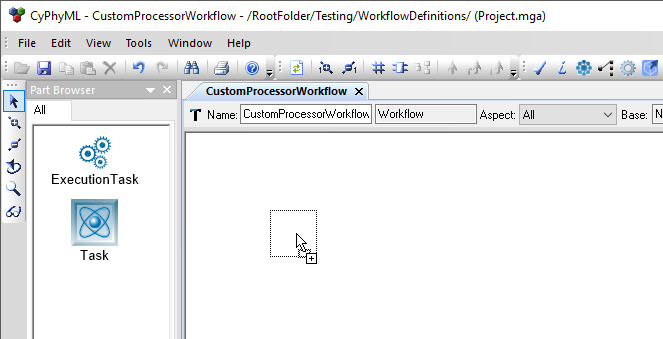 CyPhyML - CustomProcessorWorkflow - /RootFolder/Testing/WorkflowDefinitions/ (Project.mga)
File Edit View Tools Window Help
Part Browser
CustomProcessorWorkflow
All
Name: CustomProcessorWorkflow Workflow Aspect: All Base: N
ExecutionTask
Task